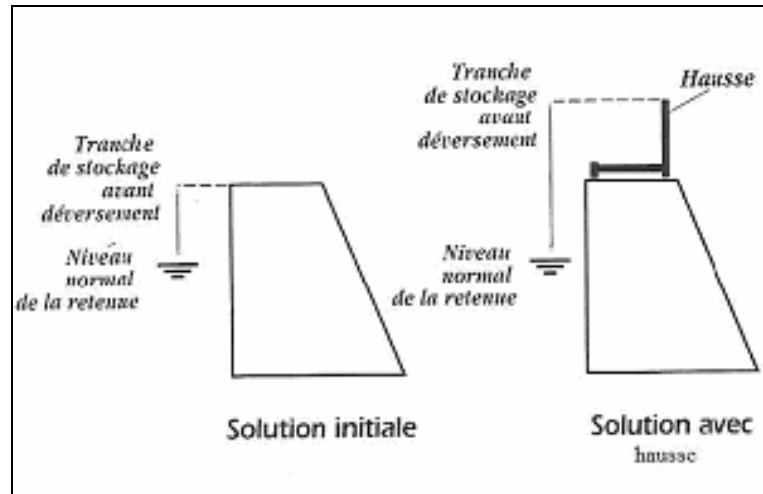 Tranche
de stockage
avant
déversement
Niveau
normal
de la retenue
Solution initiale
Tranche
de stockage
avant
déversement
Hausse
Niveau
normal
de la retenue
Solution avec
hausse